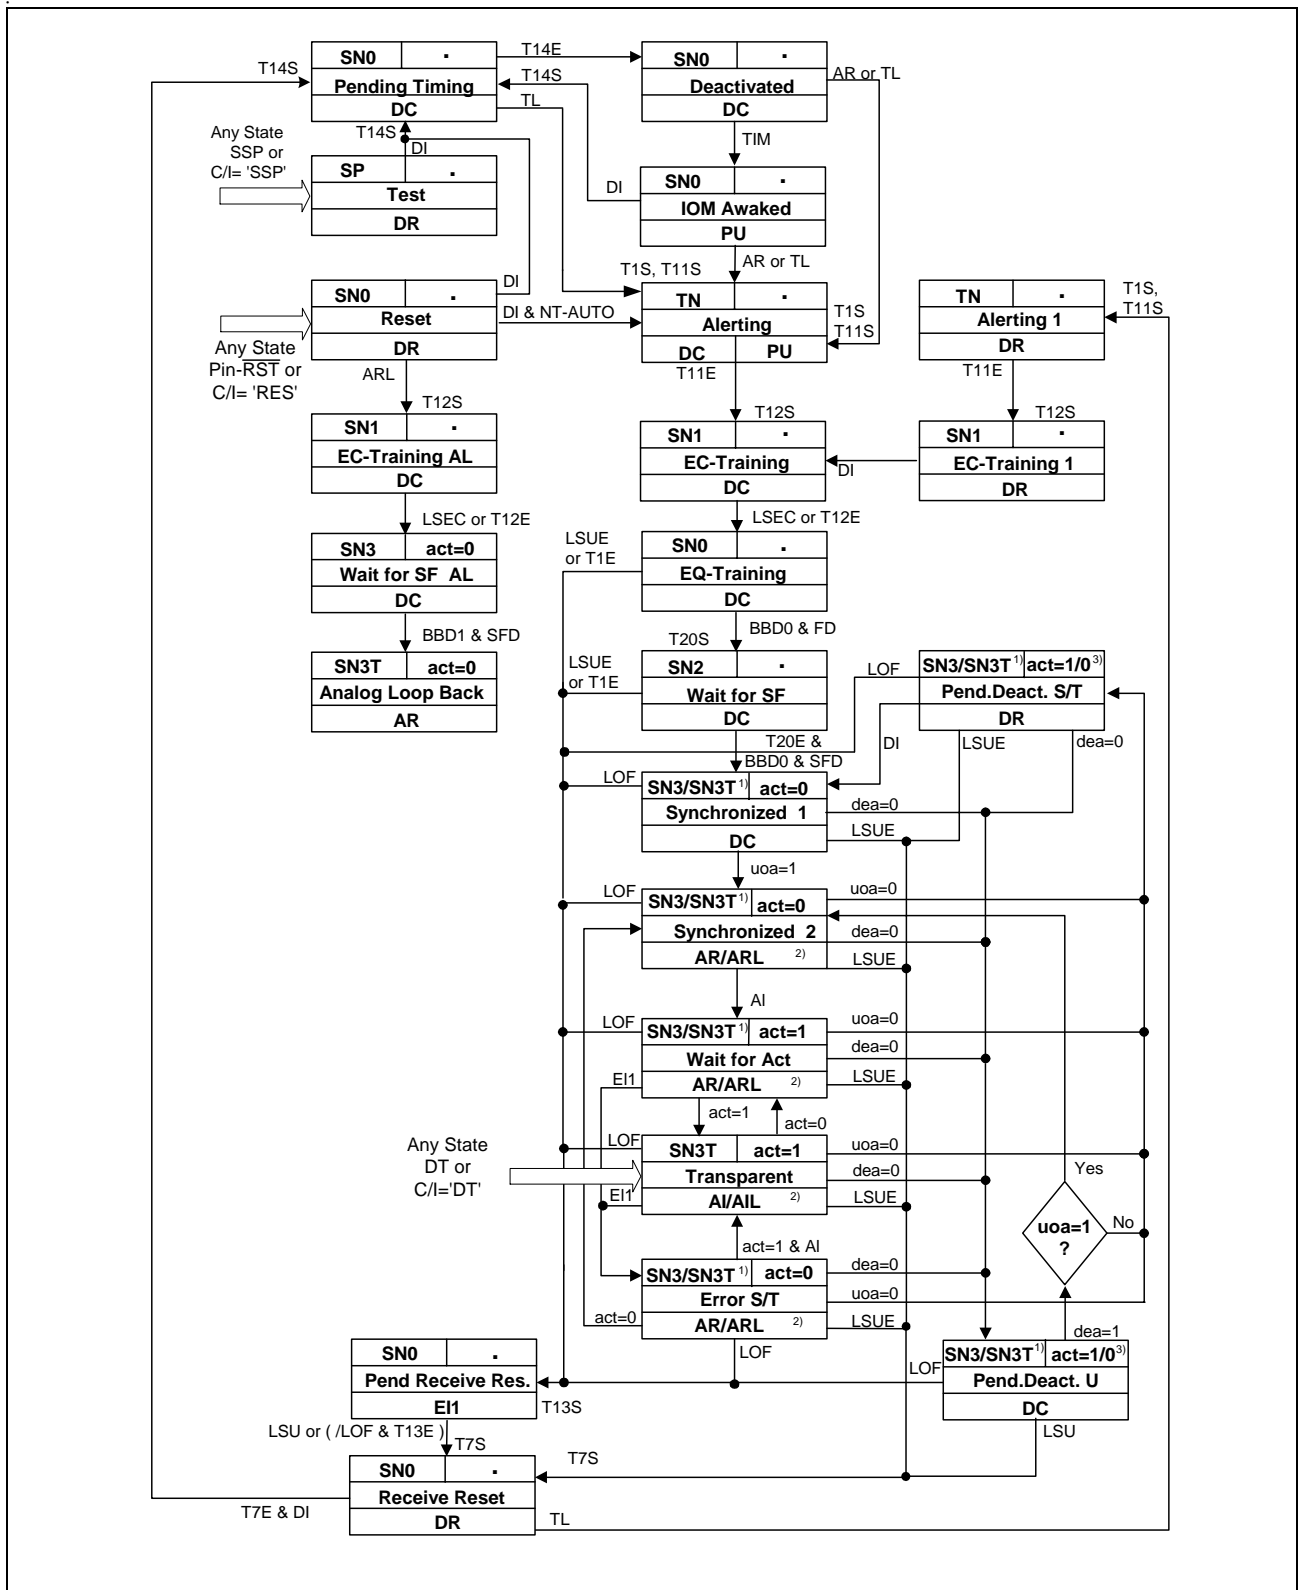 SN0 .
Pending Timing
DC
T14S
T14E
T14S
TL
SN0 .
Deactivated
DC
AR or TL
T14S
DI
Any State
SSP or
C/I= 'SSP'
SP .
Test
DR
TIM
DI
SN0 .
IOM Awaked
PU
AR or TL
T1S, T11S
DI
SN0 .
Reset
DR
DI & NT-AUTO
Any State
Pin-RST or
C/I= 'RES'
ARL
TN .
Alerting
DC PU
T1S
T11S
T11E
TN .
Alerting 1
DR
T1S,
T11S
T11E
T12S
SN1 .
EC-Training AL
DC
T12S
SN1 .
EC-Training
DC
DI
T12S
SN1 .
EC-Training 1
DR
LSEC or T12E
LSEC or T12E
SN3 act=0
Wait for SF AL
DC
LSUE
or T1E
SN0 .
EQ-Training
DC
BBD1 & SFD
BBD0 & FD
T20S
SN3T act=0
Analog Loop Back
AR
LSUE
or T1E
SN2 .
Wait for SF
DC
LOF
SN3/SN3T 1) act=1/0 3)
Pend.Deact. S/T
DR
DI
LSUE
dea=0
T20E &
BBD0 & SFD
LOF
SN3/SN3T 1) act=0
Synchronized 1
DC
dea=0
LSUE
uoa=1
LOF
SN3/SN3T 1) act=0
Synchronized 2
AR/ARL 2)
uoa=0
dea=0
LSUE
AI
LOF
SN3/SN3T 1) act=1
Wait for Act
AR/ARL 2)
uoa=0
dea=0
LSUE
EI1
act=1
act=0
Any State
DT or
C/I='DT'
LOF
SN3T act=1
Transparent
AI/AIL 2)
uoa=0
dea=0
LSUE
EI1
Yes
uoa=1
?
No
act=1 & AI
SN3/SN3T 1) act=0
Error S/T
AR/ARL 2)
dea=0
uoa=0
LSUE
act=0
LOF
dea=1
SN3/SN3T 1) act=1/0 3)
Pend.Deact. U
DC
LOF
LSU
SN0 .
Pend Receive Res.
EI1
T13S
LSU or ( /LOF & T13E )
T7S
T7S
SN0 .
Receive Reset
DR
T7E & DI
TL